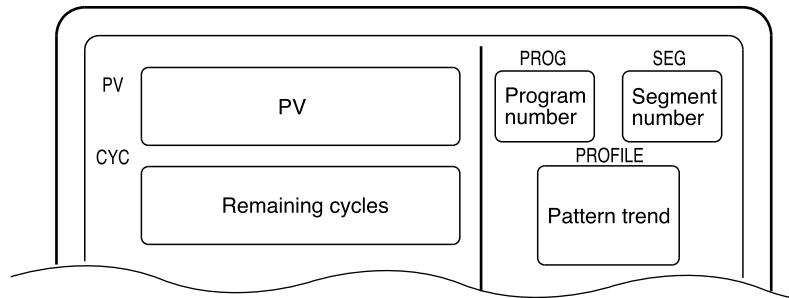 PV
PV
CYC
Remaining cycles
PROG
SEG
Program
number
Segment
number
PROFILE
Pattern trend